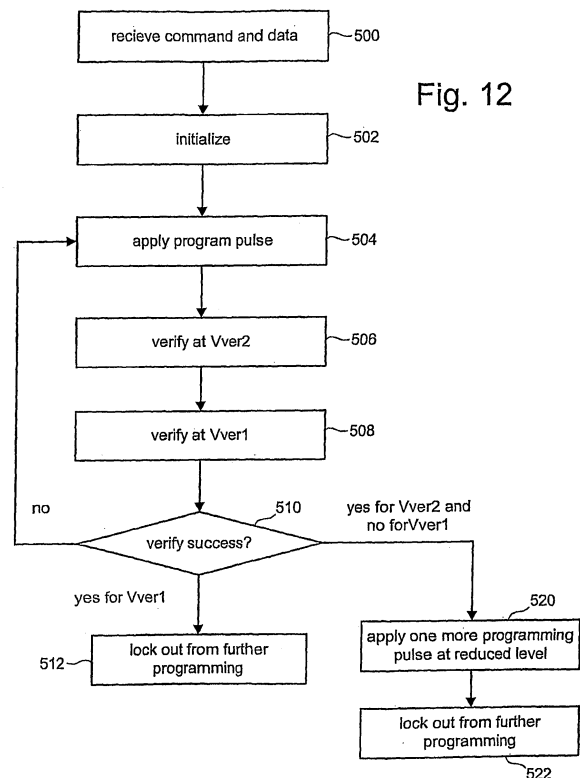 recieve command and data
500
Fig. 12
initialize
502
apply program pulse
504
verify at Vver2
506
verify at Vver1
508
no
510
verify success?
yes for Vver2 and
no forVver1
yes for Vver1
520
512
lock out from further
programming
apply one more programming
pulse at reduced level
lock out from further
programming
522